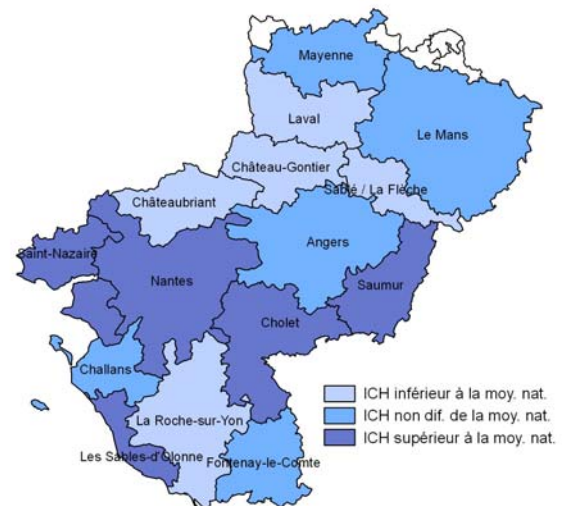 Mayenne
Laval
Le Mans
Château-Gontier
Sablé / La Flèche
Châteaubriant
Angers
Saint-Nazaire
Nantes
Saumur
Cholet
Challans
ICH inférieur à la moy. nat.
La Roche-sur-Yon
ICH non dif. de la moy. nat.
ICH supérieur à la moy. nat.
Les Sables-d'Olonne
Fontenay-le-Comte